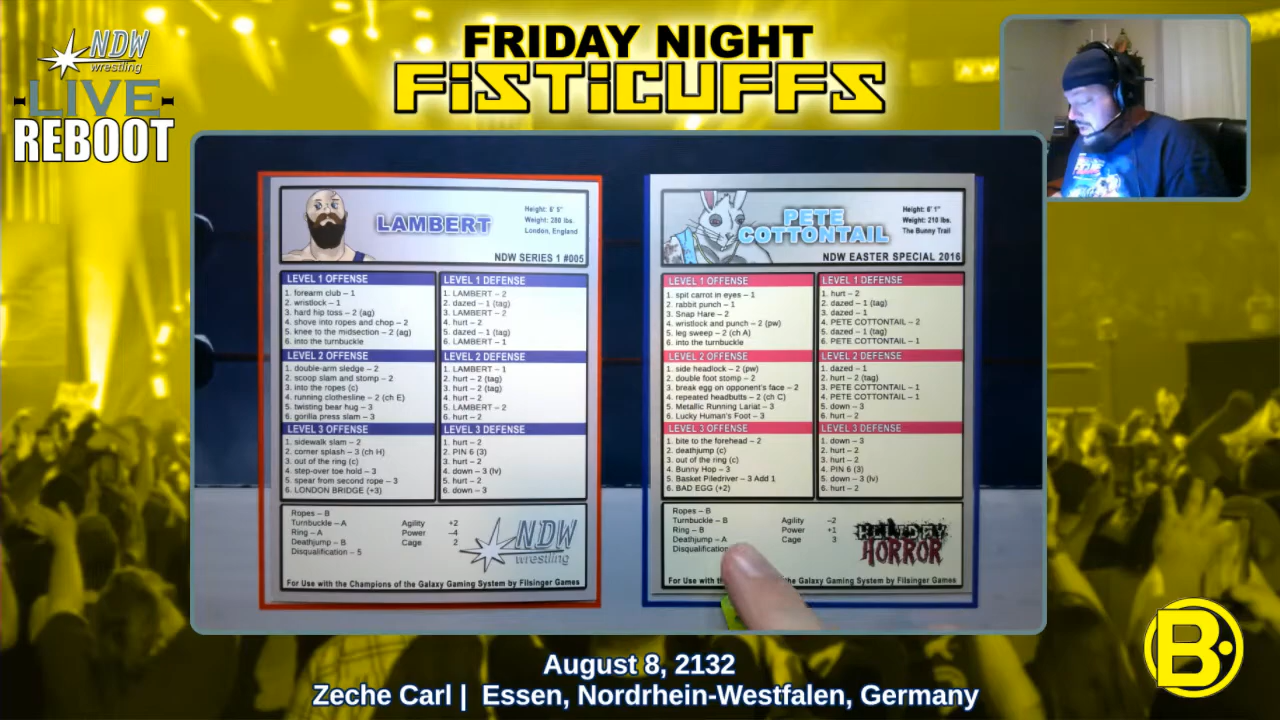 NDW
wrestling
LIVE
REBOOT
FRIDAY NIGHT
FiSTiCUFFS
LAMBERT
Height: 6' 5"
Weight: 280 lbs.
London, England
NDW SERIES 1 #005
LEVEL 1 OFFENSE
1. forearm club – 1
2. wristlock – 1
3. hard hip toss – 2 (ag)
4. shove into ropes and chop – 2
5. knee to the midsection – 2 (ag)
6. into the turnbuckle
LEVEL 1 DEFENSE
1. LAMBERT – 2
2. dazed – 1 (tag)
3. LAMBERT – 2
4. hurt – 2
5. dazed – 1 (tag)
6. LAMBERT – 1
LEVEL 2 OFFENSE
1. double-arm sledge – 2
2. scoop slam and stomp – 2
3. into the ropes (c)
4. running clothesline – 2 (ch E)
5. twisting bear hug – 3
6. gorilla press slam – 3
LEVEL 2 DEFENSE
1. LAMBERT – 1
2. hurt – 2 (tag)
3. hurt – 2 (tag)
4. hurt – 2
5. LAMBERT – 2
6. hurt – 2
LEVEL 3 OFFENSE
1. sidewalk slam – 2
2. corner splash – 3 (ch H)
3. out of the ring (c)
4. step-over toe hold – 3
5. spear from second rope – 3
6. LONDON BRIDGE (+3)
LEVEL 3 DEFENSE
1. hurt – 2
2. PIN 6 (3)
3. hurt – 2
4. down – 3 (lv)
5. hurt – 2
6. down – 3
Ropes – B
Turnbuckle – A
Ring – A
Deathjump – B
Disqualification – 5
Agility +2
Power –4
Cage 2
NDW
wrestling
For Use with the Champions of the Galaxy Gaming System by Filsinger Games
PETE
COTTONTAIL
Height: 6' 1"
Weight: 210 lbs.
The Bunny Trail
NDW EASTER SPECIAL 2016
LEVEL 1 OFFENSE
1. spit carrot in eyes – 1
2. rabbit punch – 1
3. Snap Hare – 2
4. wristlock and punch – 2 (pw)
5. leg sweep – 2 (ch A)
6. into the turnbuckle
LEVEL 1 DEFENSE
1. hurt – 2
2. dazed – 1 (tag)
3. dazed – 1
4. PETE COTTONTAIL – 2
5. dazed – 1 (tag)
6. PETE COTTONTAIL – 1
LEVEL 2 OFFENSE
1. side headlock – 2 (pw)
2. double foot stomp – 2
3. break egg on opponent's face – 2
4. repeated headbutts – 2 (ch C)
5. Metallic Running Lariat – 3
6. Lucky Human's Foot – 3
LEVEL 2 DEFENSE
1. dazed – 1
2. hurt – 2 (tag)
3. PETE COTTONTAIL – 1
4. PETE COTTONTAIL – 1
5. down – 3
6. hurt – 2
LEVEL 3 OFFENSE
1. bite to the forehead – 2
2. deathjump (c)
3. out of the ring (c)
4. Bunny Hop – 3
5. Basket Piledriver – 3 Add 1
6. BAD EGG (+2)
LEVEL 3 DEFENSE
1. down – 3
2. hurt – 2
3. hurt – 2
4. PIN 6 (3)
5. down – 3 (lv)
6. hurt – 2
Ropes – B
Turnbuckle – B
Ring – B
Deathjump – A
Disqualification
Agility –2
Power +1
Cage 3
HOLIDAY
HORROR
For Use with the Galaxy Gaming System by Filsinger Games
August 8, 2132
Zeche Carl | Essen, Nordrhein-Westfalen, Germany
B